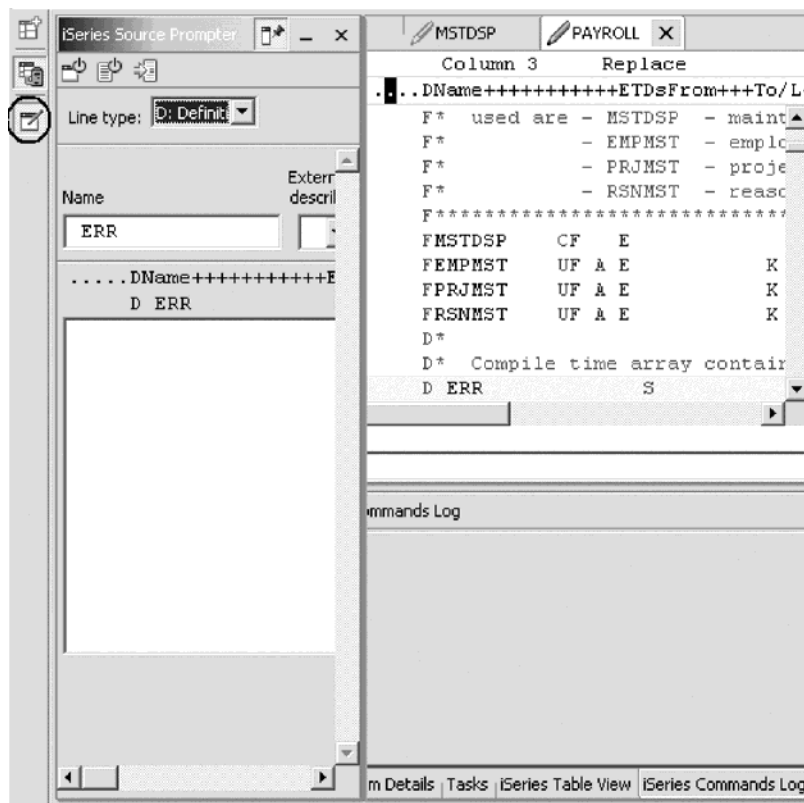 iSeries Source Prompter
Line type: D: Definit
Name
Extern
descril
ERR
.....DName+++++++++++E
D ERR
MSTDSP
PAYROLL
Column 3 Replace
...DName+++++++++++ETDsFrom+++To/L
F* used are - MSTDSP - maint
F* - EMPMST - emplo
F* - PRJMST - proje
F* - RSNMST - reaso
F*****************************
FMSTDSP CF E
FEMPMST UF A E K
FPRJMST UF A E K
FRSNMST UF A E K
D*
D* Compile time array contain
D ERR S
ommands Log
m Details
Tasks
iSeries Table View
iSeries Commands Log